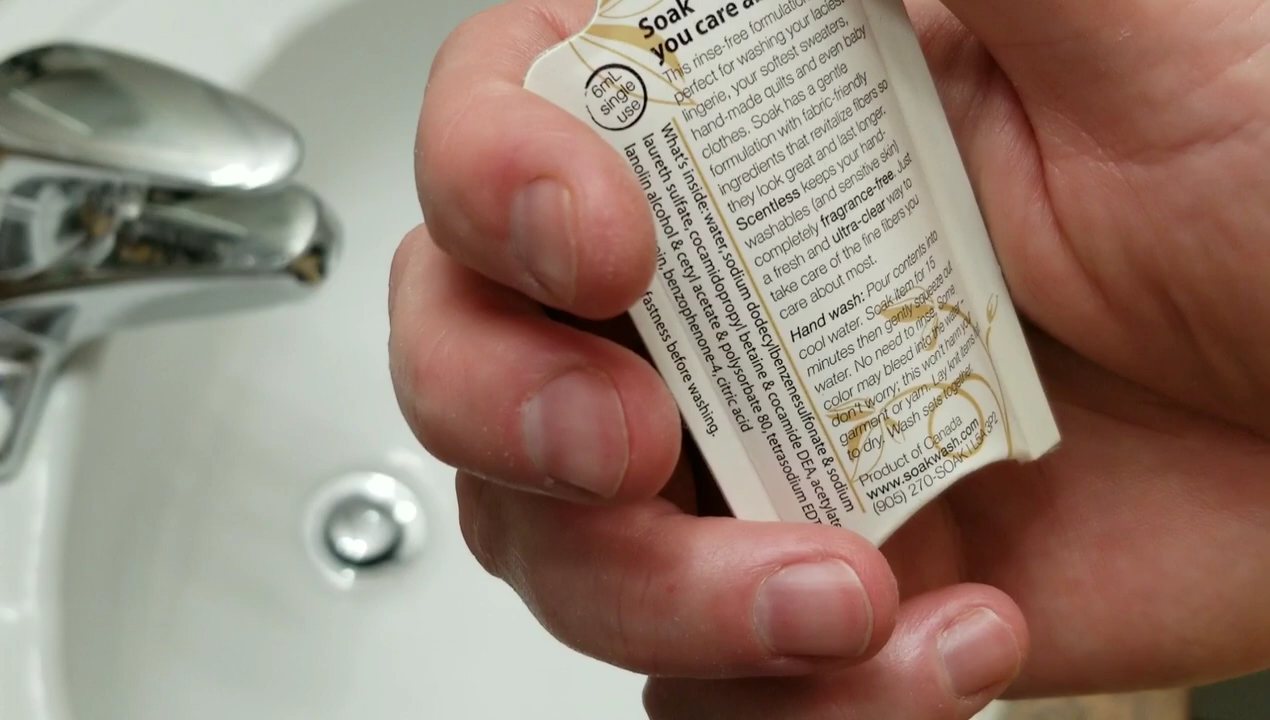 Soak
you care
This rinse-free formulation
perfect for washing your ladies
lingerie, your softest sweaters,
hand-made quilts and even baby
clothes. Soak has a gentle
formulation with fabric-friendly
ingredients that revitalize fibers so
they look great and last longer.
Scentless keeps your hand-
washables (and sensitive skin)
completely fragrance-free. Just
a fresh and ultra-clear way to
take care of the fine fibers you
care about most.
Hand wash: Pour contents into
cool water. Soak item for 15
minutes then gently squeeze out
water. No need to rinse. Some
color may bleed into the water
don't worry; this won't harm your
garment or yarn. Lay knit items
to dry. Wash sets together.
Product of Canada
www.soakwash.com
(905) 270-SOAK | L5A 3P2
6mL
single
use
What's inside: water, sodium dodecylbenzenesulfonate & sodium
laureth sulfate, cocamidopropyl betaine & cocamide DEA, acetylate
lanolin alcohol & cetyl acetate & polysorbate 80, tetrasodium EDT
benzophenone-4, citric acid
fastness before washing.